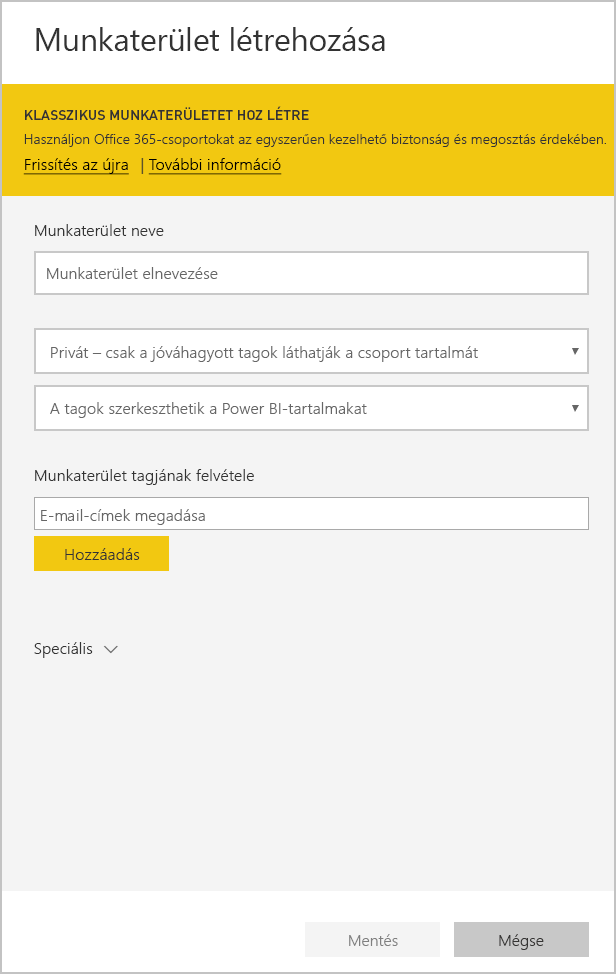 Munkaterület létrehozása
KLASSZIKUS MUNKATERÜLETET HOZ LÉTRE
Használjon Office 365-csoportokat az egyszerűen kezelhető biztonság és megosztás érdekében.
Frissítés az újra | További információ
Munkaterület neve
Munkaterület elnevezése
Privát – csak a jóváhagyott tagok láthatják a csoport tartalmát
A tagok szerkeszthetik a Power BI-tartalmakat
Munkaterület tagjának felvétele
E-mail-címek megadása
Hozzáadás
Speciális
Mentés Mégse